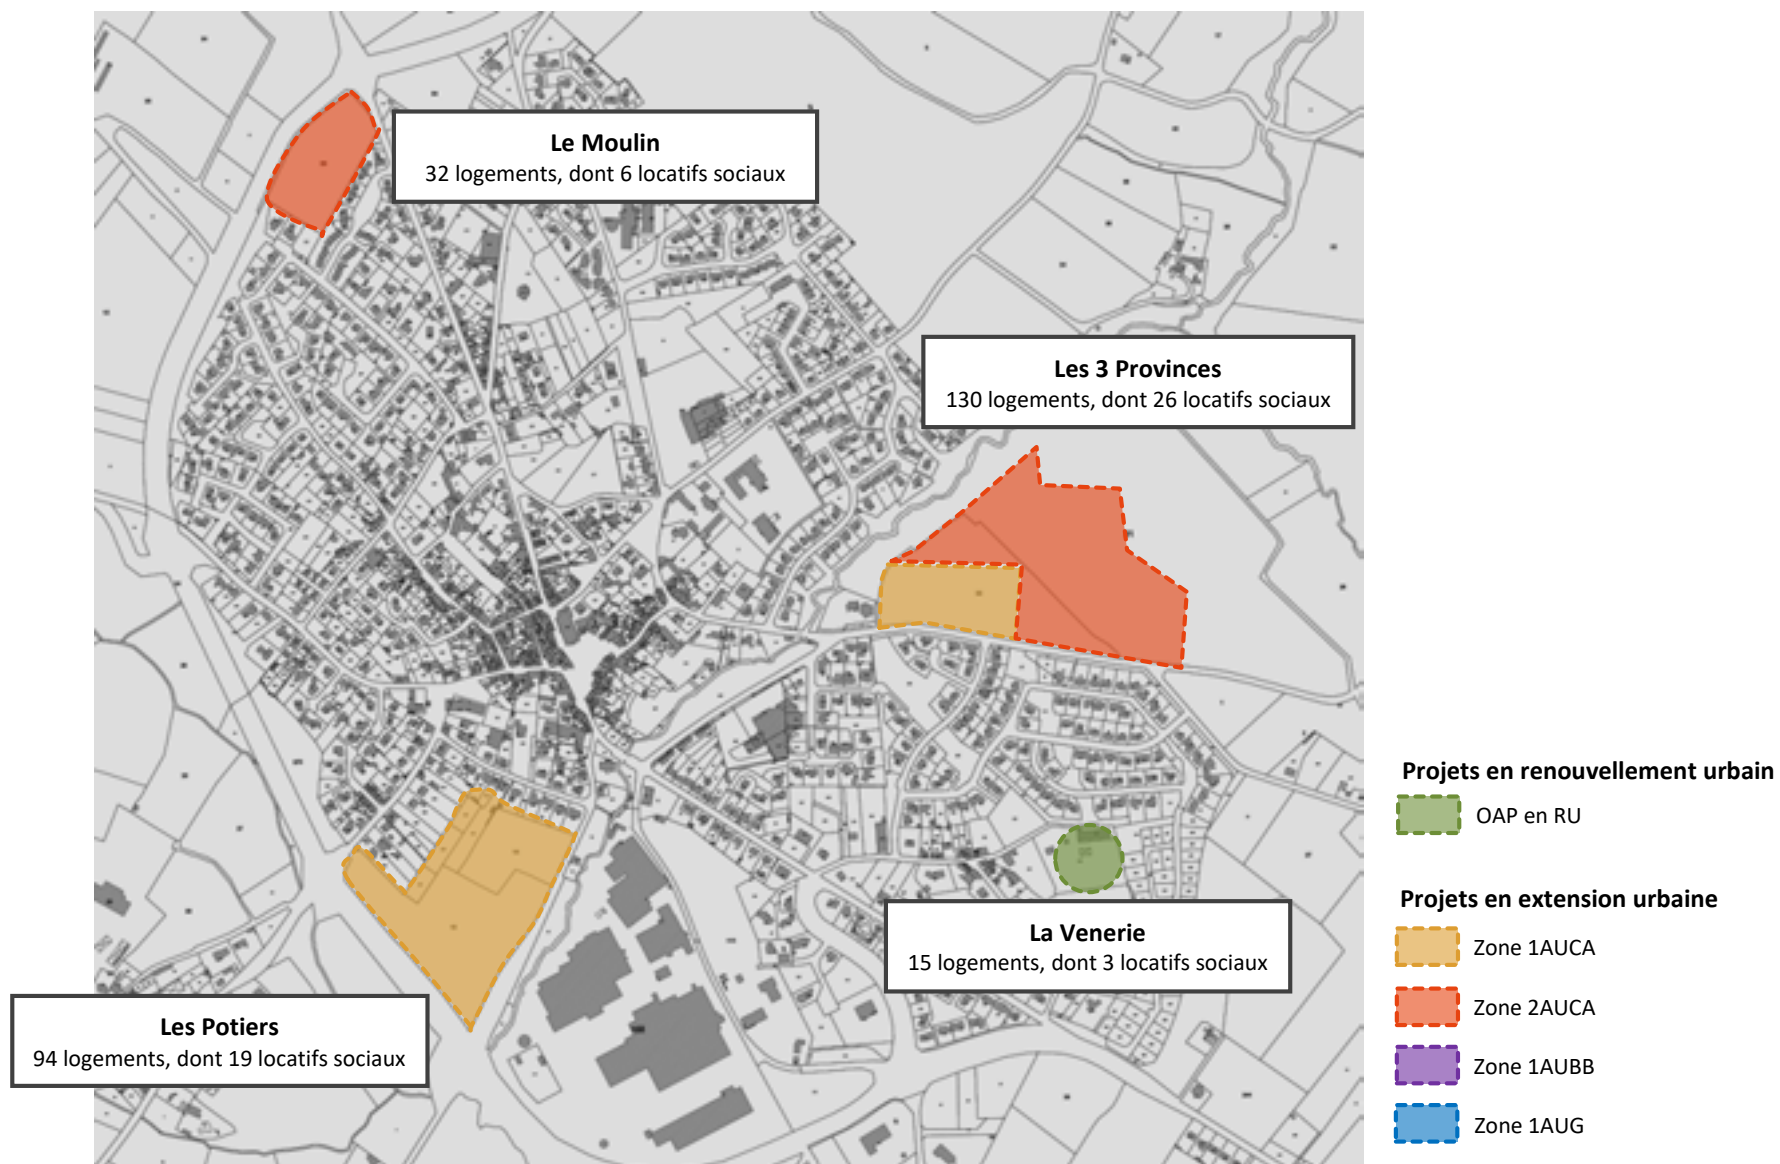 Le Moulin
32 logements, dont 6 locatifs sociaux
Les 3 Provinces
130 logements, dont 26 locatifs sociaux
La Venerie
15 logements, dont 3 locatifs sociaux
Les Potiers
94 logements, dont 19 locatifs sociaux
Projets en renouvellement urbain
OAP en RU
Projets en extension urbaine
Zone 1AUCA
Zone 2AUCA
Zone 1AUBB
Zone 1AUG